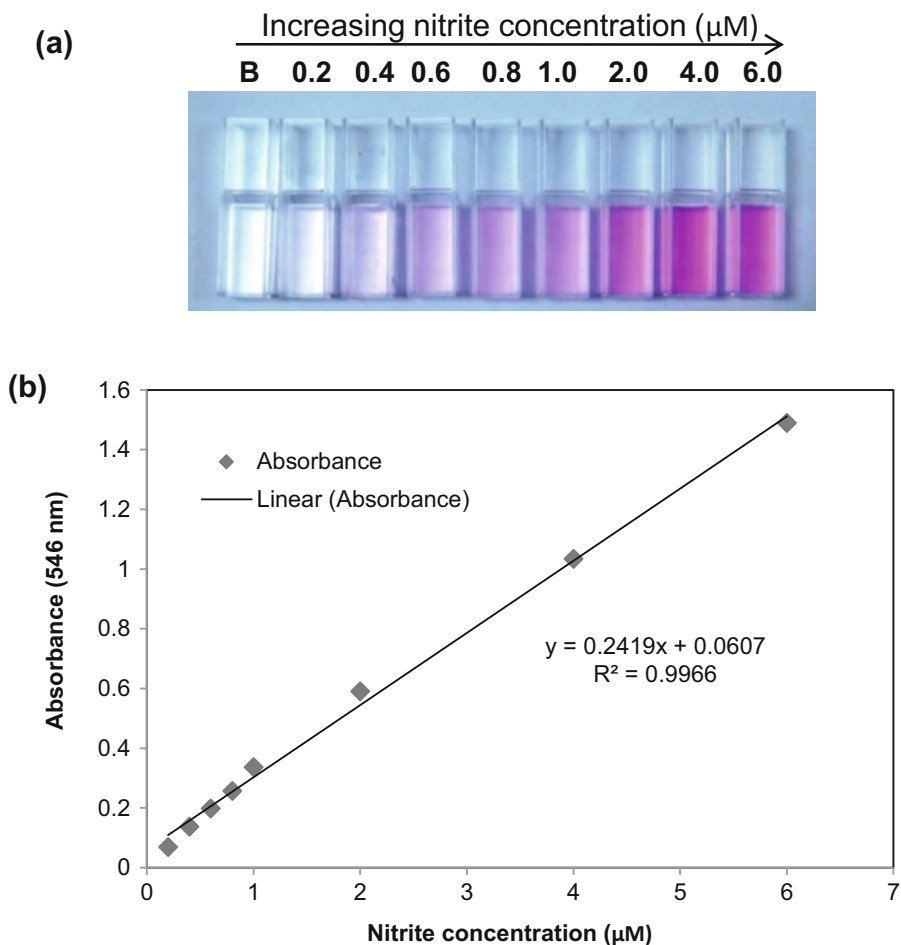 (a)
Increasing nitrite concentration (µM)
B 0.2 0.4 0.6 0.8 1.0 2.0 4.0 6.0
(b)
1.6
1.4
1.2
1
0.8
0.6
0.4
0.2
0
Absorbance (546 nm)
Absorbance
Linear (Absorbance)
y = 0.2419x + 0.0607
R² = 0.9966
0 1 2 3 4 5 6 7
Nitrite concentration (µM)